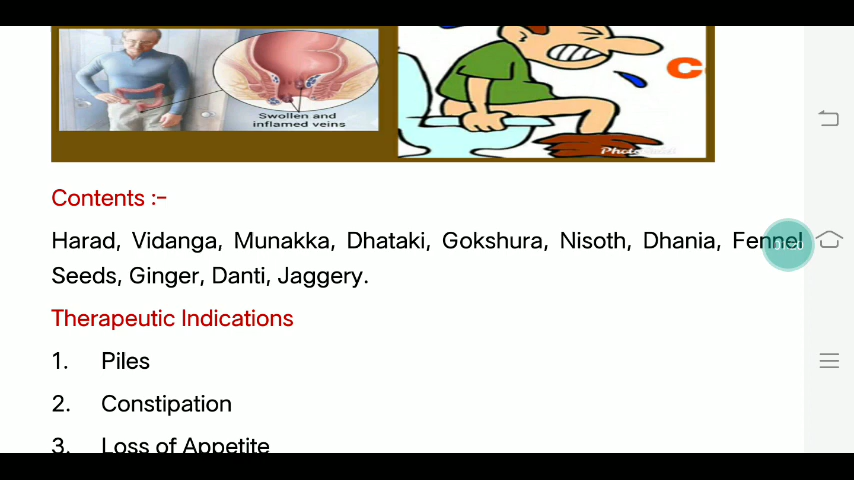 Swollen and
inflamed veins
C
Contents :-
Harad, Vidanga, Munakka, Dhataki, Gokshura, Nisoth, Dhania, Fennel
Seeds, Ginger, Danti, Jaggery.
Therapeutic Indications
1. Piles
2. Constipation
3. Loss of Appetite